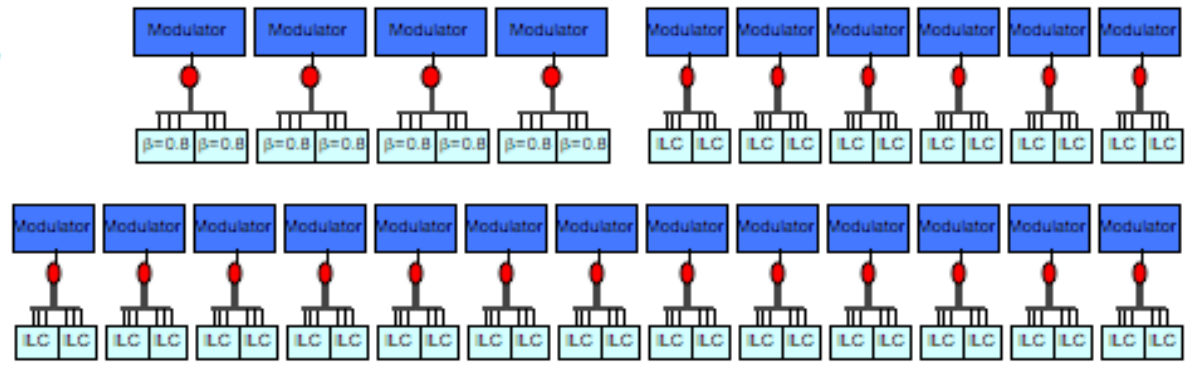 Modulator Modulator Modulator Modulator Modulator Modulator Modulator Modulator Modulator Modulator
β=0.8 β=0.8 β=0.8 β=0.8 β=0.8 β=0.8 β=0.8 β=0.8 ILC ILC ILC ILC ILC ILC ILC ILC ILC ILC ILC ILC
Modulator Modulator Modulator Modulator Modulator Modulator Modulator Modulator Modulator Modulator Modulator Modulator Modulator
ILC ILC ILC ILC ILC ILC ILC ILC ILC ILC ILC ILC ILC ILC ILC ILC ILC ILC ILC ILC ILC ILC ILC ILC ILC ILC